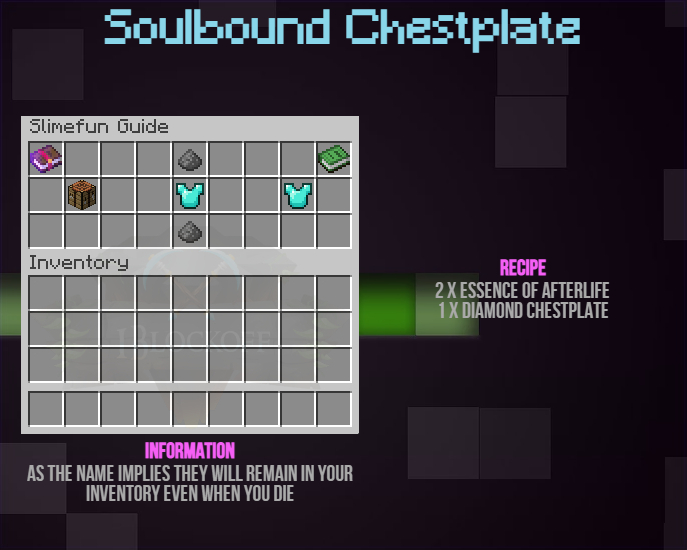 Soulbound Chestplate
Slimefun Guide
Inventory
IBLOCKOFF
RECIPE
2 X ESSENCE OF AFTERLIFE
1 X DIAMOND CHESTPLATE
INFORMATION
AS THE NAME IMPLIES THEY WILL REMAIN IN YOUR
INVENTORY EVEN WHEN YOU DIE